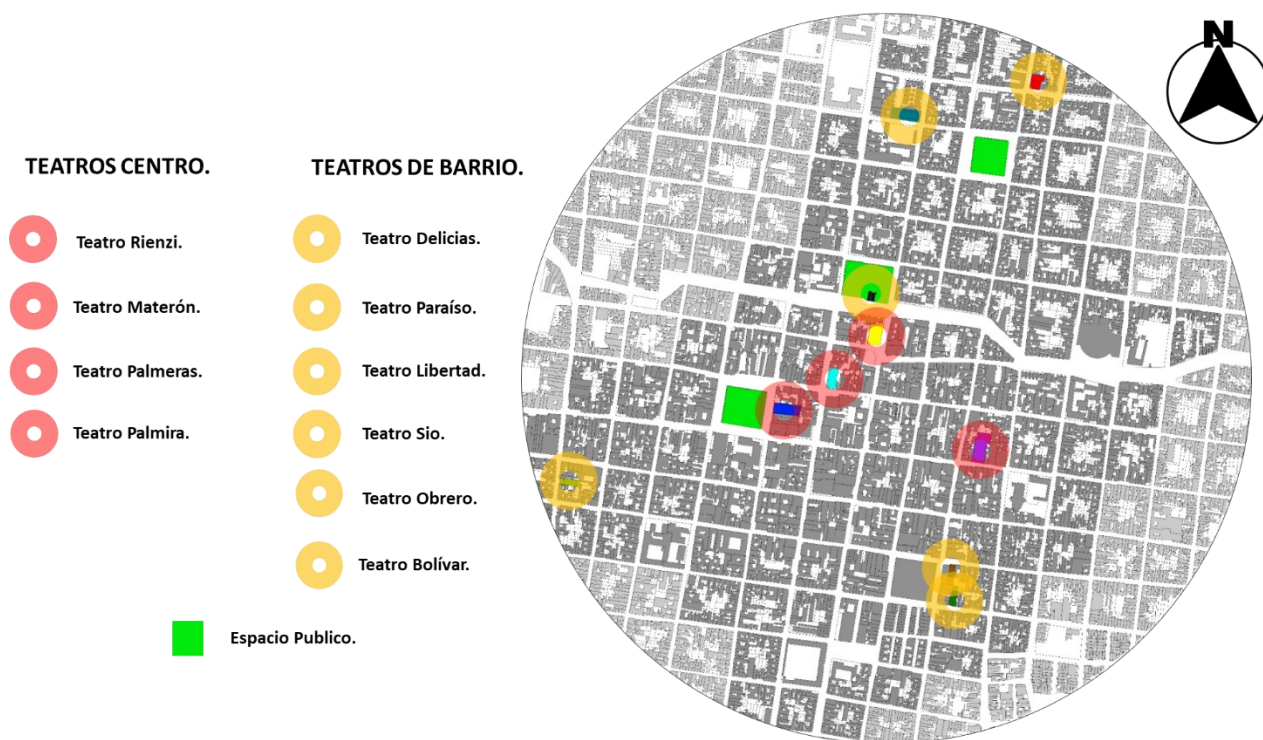 TEATROS CENTRO.
Teatro Rienzi.
Teatro Materón.
Teatro Palmeras.
Teatro Palmira.
TEATROS DE BARRIO.
Teatro Delicias.
Teatro Paraíso.
Teatro Libertad.
Teatro Sio.
Teatro Obrero.
Teatro Bolívar.
Espacio Publico.
N